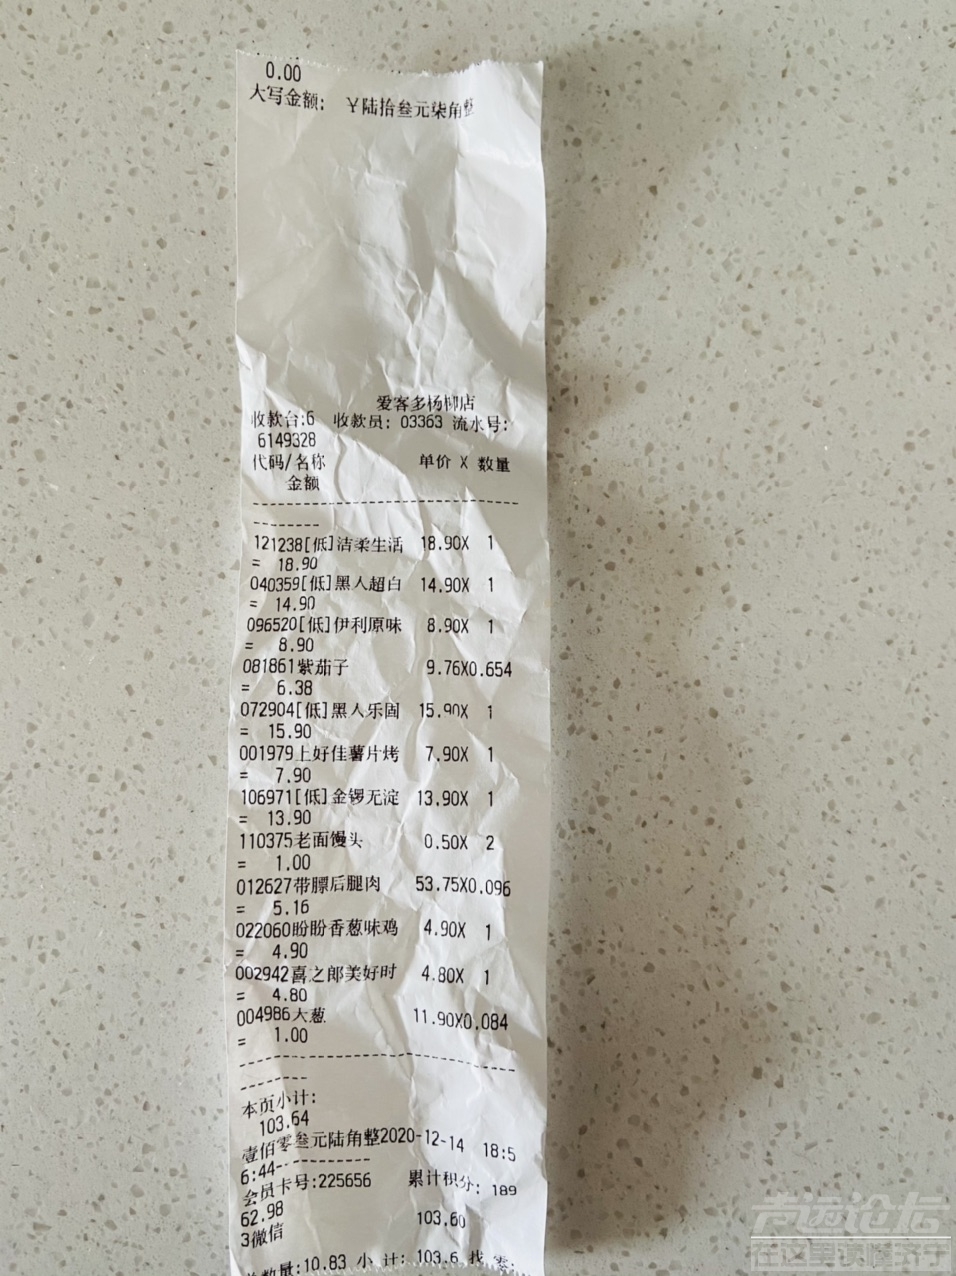 0.00
大写金额: ¥陆拾叁元柒角整
爱客多杨柳店
收款台:6 收款员: 03363 流水号:
6149328
代码/名称 单价 X 数量
金额
121238[低]洁柔生活 18.90X 1
= 18.90
040359[低]黑人超白 14.90X 1
= 14.90
096520[低]伊利原味 8.90X 1
= 8.90
081861紫茄子 9.76X0.654
= 6.38
072904[低]黑人乐固 15.90X 1
= 15.90
001979上好佳薯片烤 7.90X 1
= 7.90
106971[低]金锣无淀 13.90X 1
= 13.90
110375老面馒头 0.50X 2
= 1.00
012627带膘后腿肉 53.75X0.096
= 5.16
022060盼盼香葱味鸡 4.90X 1
= 4.90
002942喜之郎美好时 4.80X 1
= 4.80
004986大葱 11.90X0.084
= 1.00
本页小计:
103.64
壹佰零叁元陆角整2020-12-14 18:5
6:44
会员卡号:225656 累计积分: 189
62.98
3微信 103.60
数量:10.83 小计: 103.6 找零: